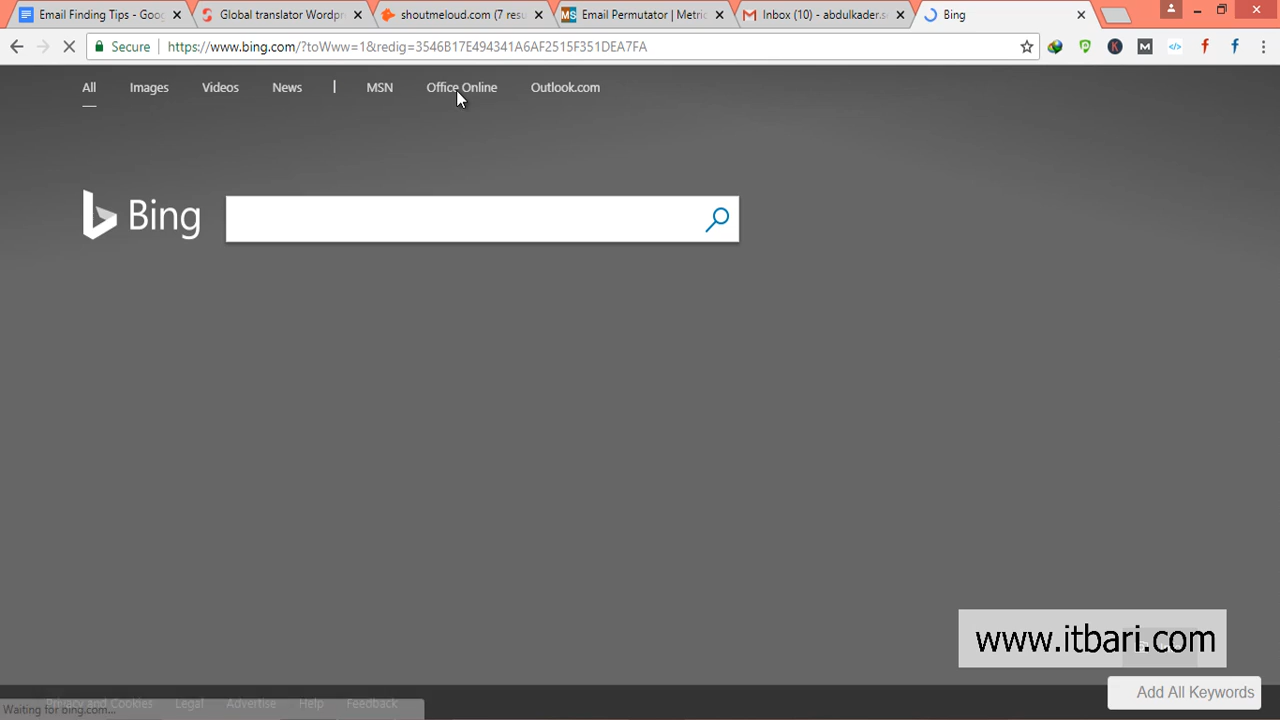 Email Finding Tips - Goo
Global translator Wordp
shoutmeloud.com (7 resu
Email Permutator | Metric
Inbox (10) - abdulkader.s
Bing
Secure
https://www.bing.com/?toWww=1&redig=3546B17E494341A6AF2515F351DEA7FA
All
Images
Videos
News
|
MSN
Office Online
Outlook.com
Bing
www.itbari.com
Add All Keywords
Privacy and Cookies
Legal
Advertise
Help
Feedback
Waiting for bing.com...